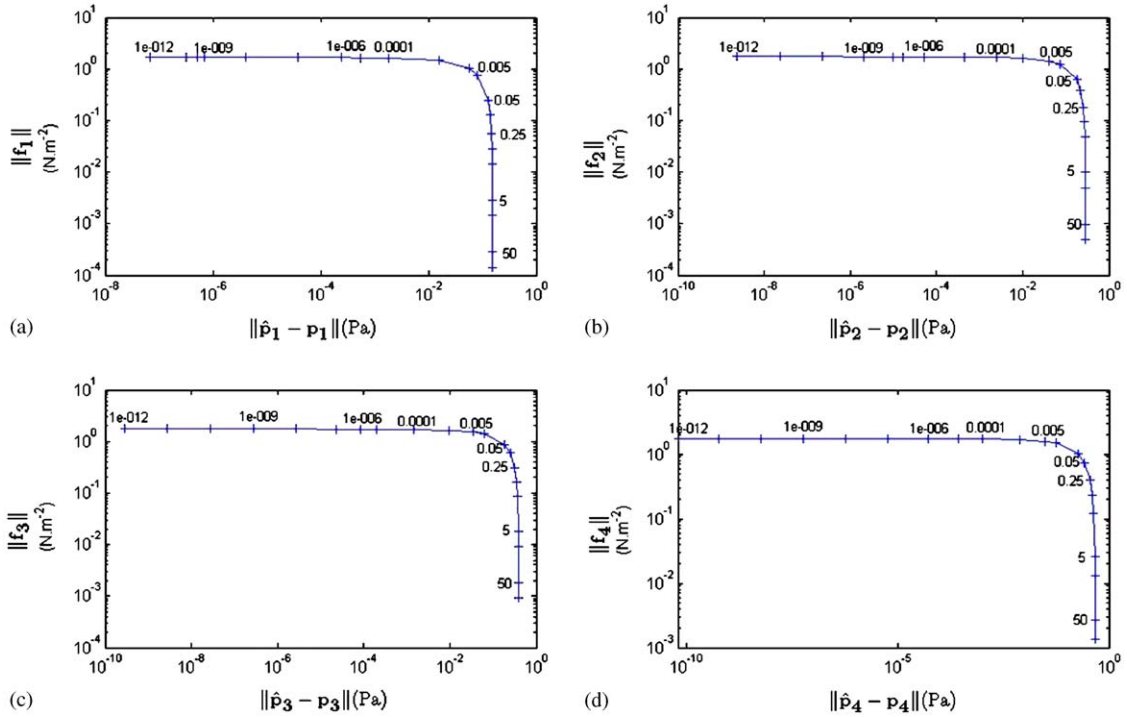 10^1
10^0
10^-1
10^-2
10^-3
10^-4
1e-012
1e-009
1e-006
0.0001
0.005
0.05
0.25
5
50
10^-8
10^-6
10^-4
10^-2
10^0
‖f1‖
(N.m^-2)
‖p̂1 − p1‖(Pa)
(a)
10^1
10^0
10^-1
10^-2
10^-3
10^-4
1e-012
1e-009
1e-006
0.0001
0.005
0.05
0.25
5
50
10^-10
10^-8
10^-6
10^-4
10^-2
10^0
‖f2‖
(N.m^-2)
‖p̂2 − p2‖(Pa)
(b)
10^1
10^0
10^-1
10^-2
10^-3
10^-4
1e-012
1e-009
1e-006
0.0001
0.005
0.05
0.25
5
50
10^-10
10^-8
10^-6
10^-4
10^-2
10^0
‖f3‖
(N.m^-2)
‖p̂3 − p3‖(Pa)
(c)
10^1
10^0
10^-1
10^-2
10^-3
1e-012
1e-009
1e-006
0.0001
0.005
0.05
0.25
5
50
10^-10
10^-5
10^0
‖f4‖
(N.m^-2)
‖p̂4 − p4‖(Pa)
(d)